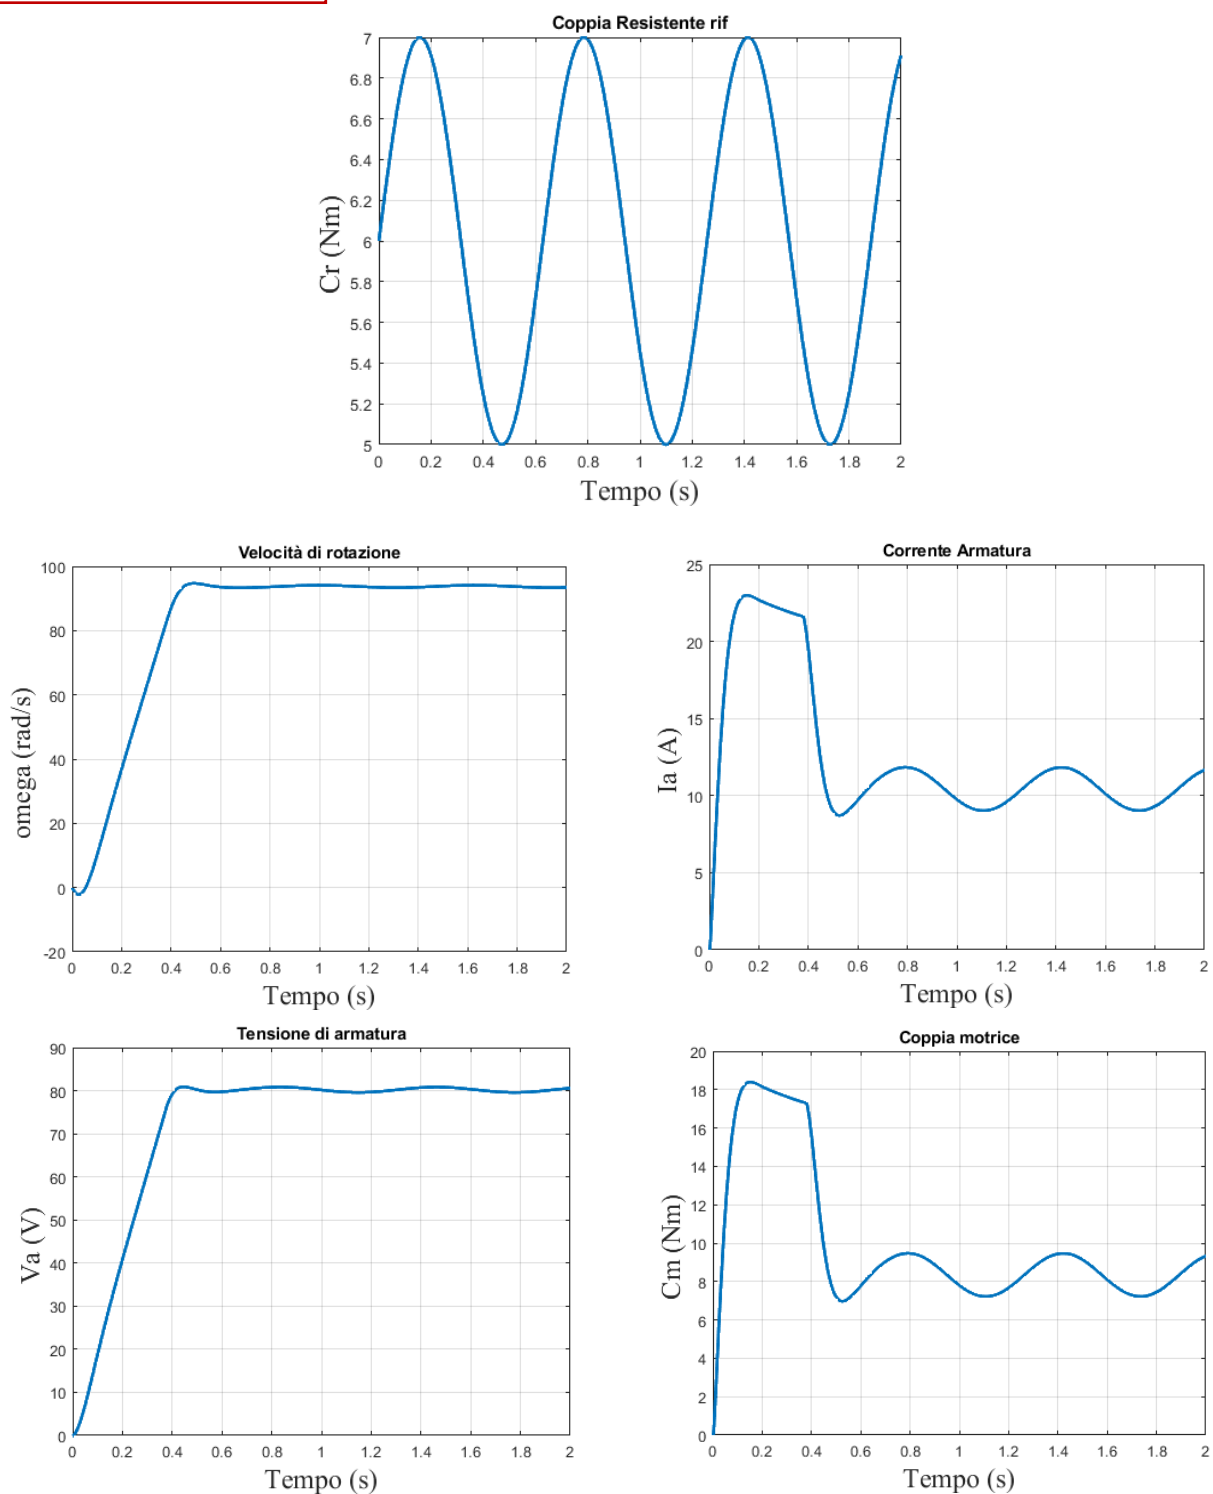 Coppia Resistente rif
7
6.8
6.6
6.4
6.2
6
5.8
5.6
5.4
5.2
5
Cr (Nm)
0 0.2 0.4 0.6 0.8 1 1.2 1.4 1.6 1.8 2
Tempo (s)
Velocità di rotazione
100
80
60
40
20
0
-20
omega (rad/s)
0 0.2 0.4 0.6 0.8 1 1.2 1.4 1.6 1.8 2
Tempo (s)
Corrente Armatura
25
20
15
10
5
0
Ia (A)
0 0.2 0.4 0.6 0.8 1 1.2 1.4 1.6 1.8 2
Tempo (s)
Tensione di armatura
90
80
70
60
50
40
30
20
10
0
Va (V)
0 0.2 0.4 0.6 0.8 1 1.2 1.4 1.6 1.8 2
Tempo (s)
Coppia motrice
20
18
16
14
12
10
8
6
4
2
0
Cm (Nm)
0 0.2 0.4 0.6 0.8 1 1.2 1.4 1.6 1.8 2
Tempo (s)